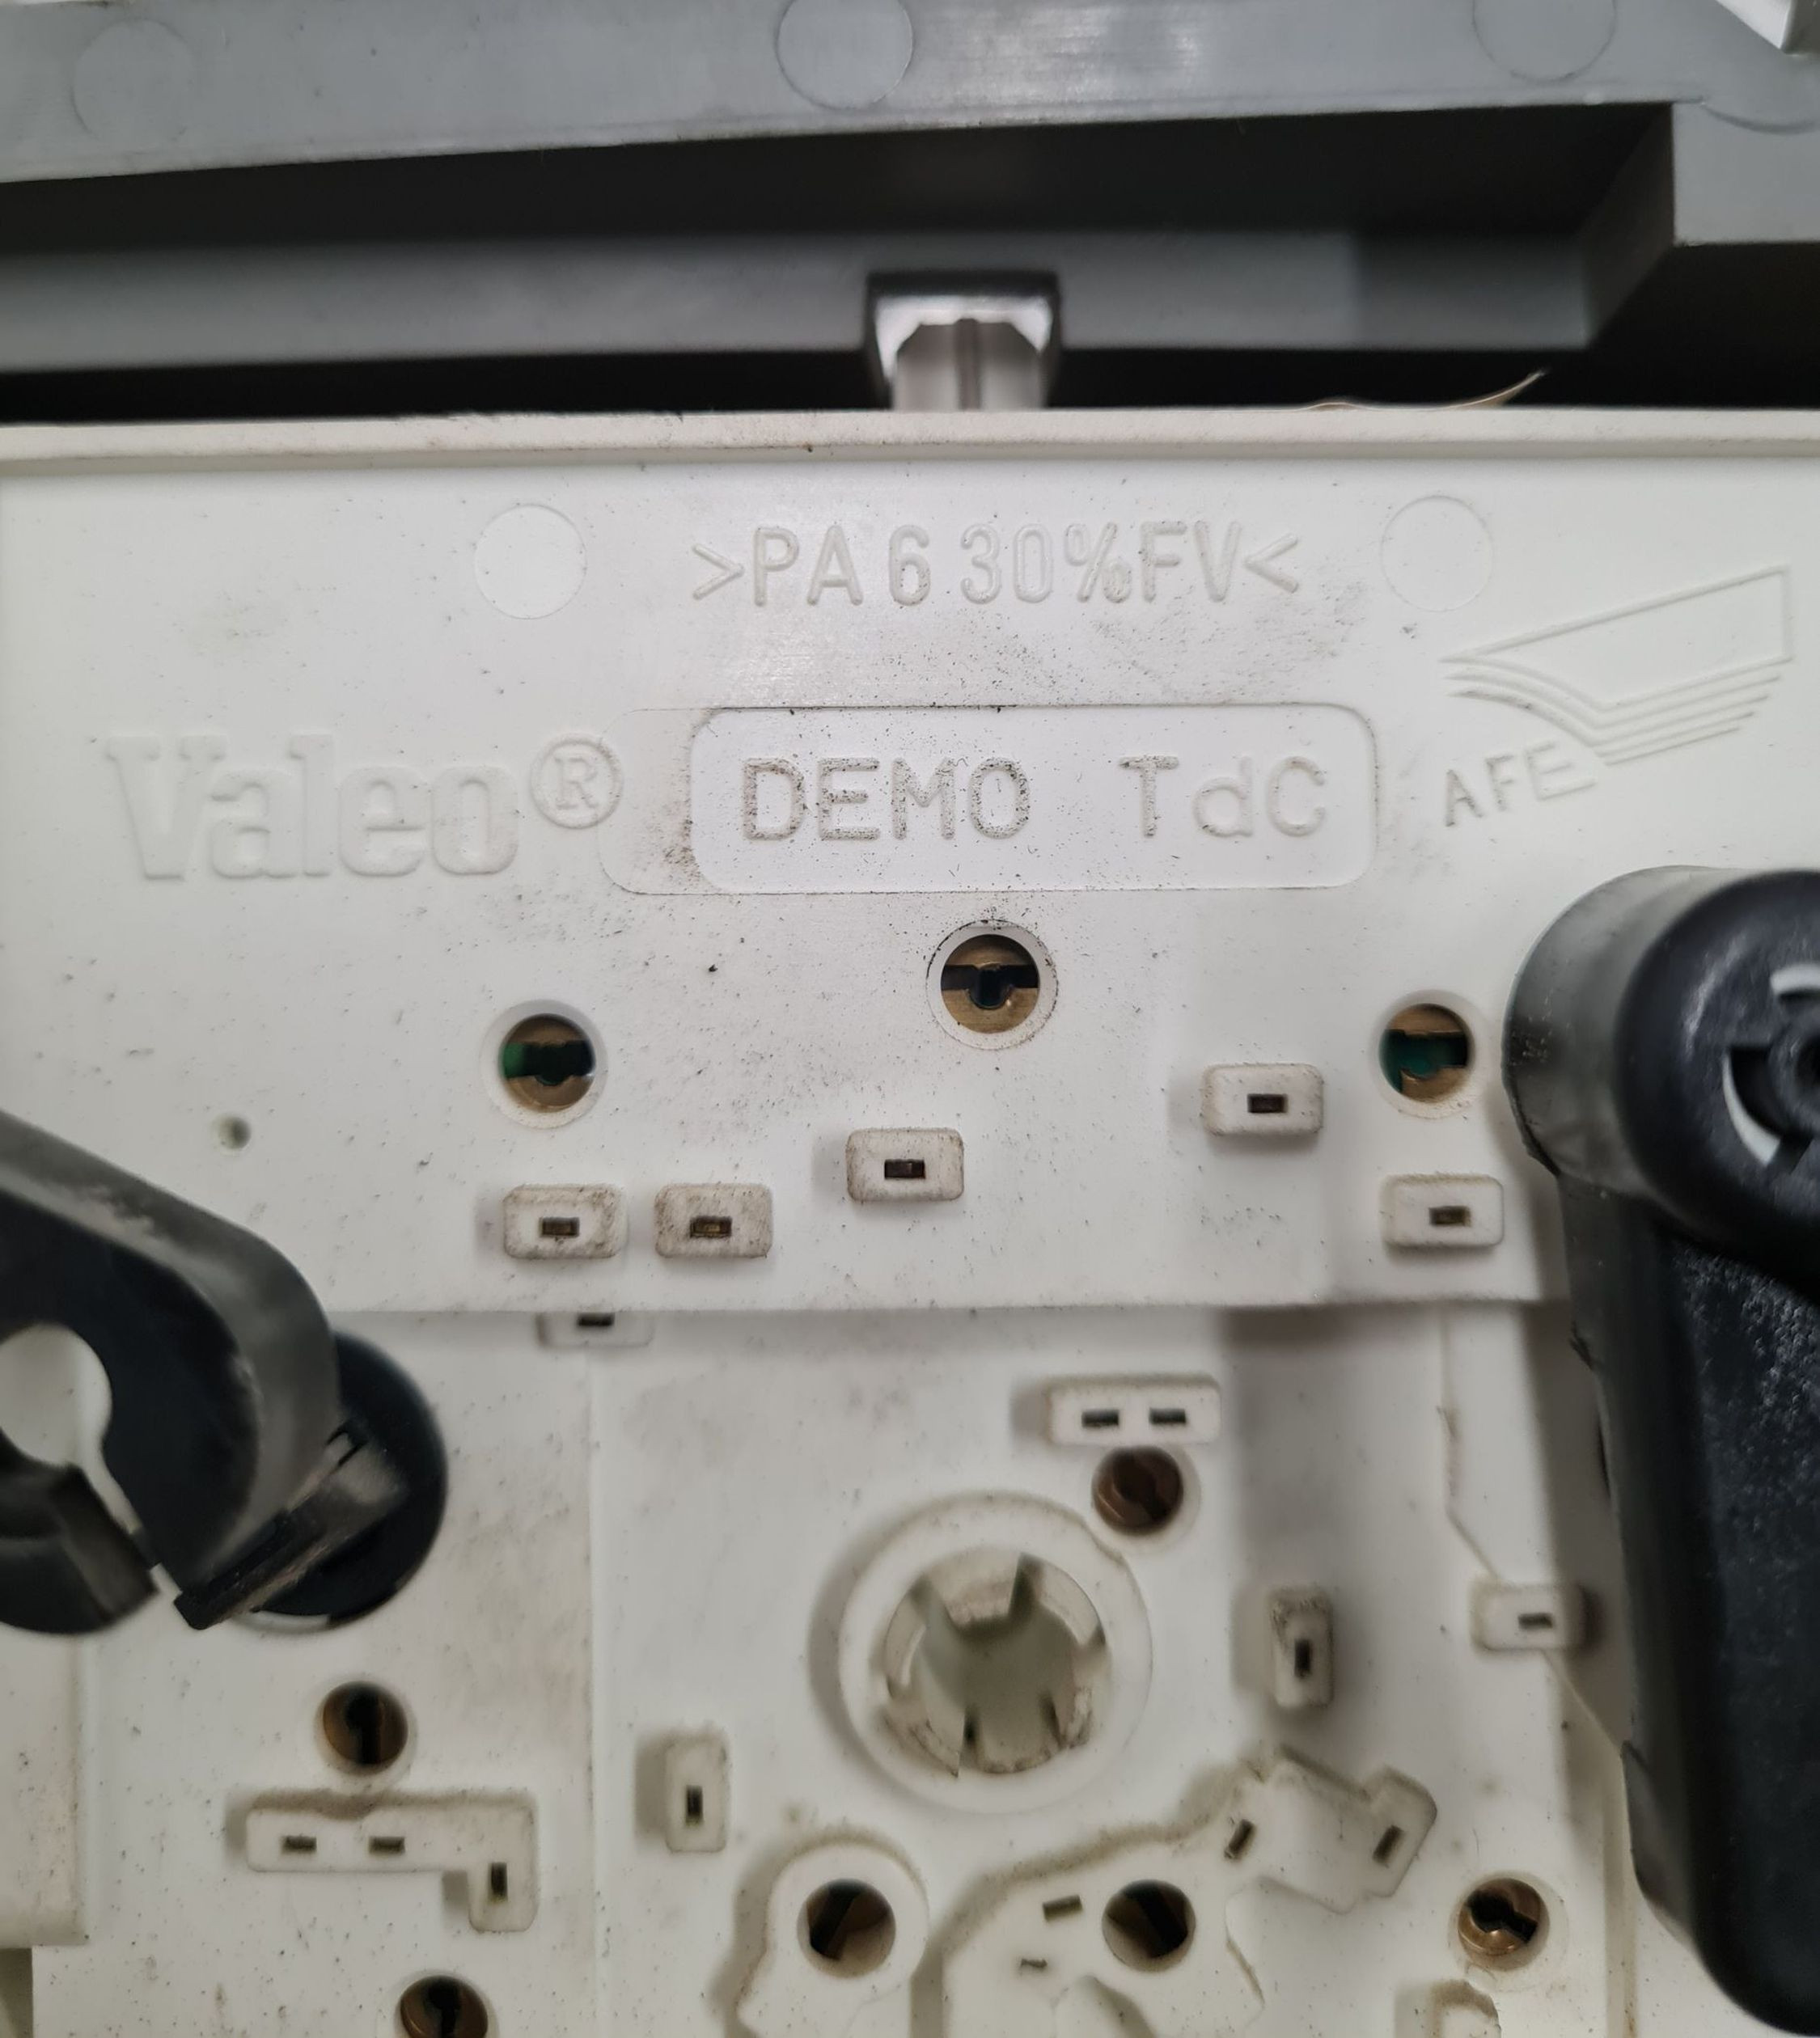 >PA 6 30%FV<
Valeo®
DEMO TdC
AFE